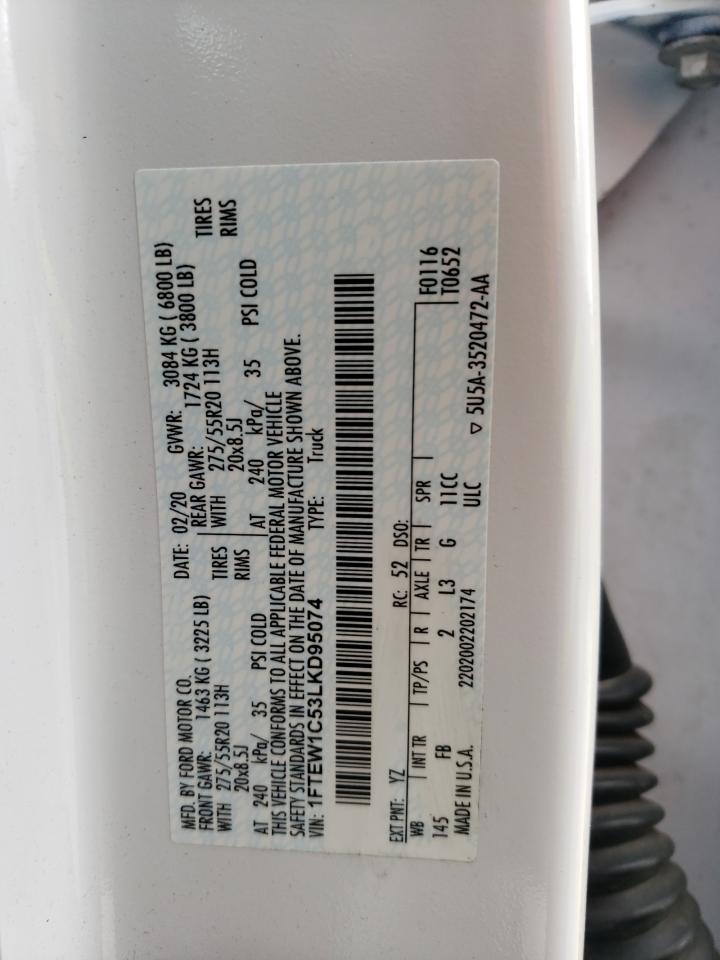 MFD. BY FORD MOTOR CO. DATE: 02/20 GVWR: 3084 KG ( 6800 LB)
FRONT GAWR: 1463 KG ( 3225 LB) REAR GAWR: 1724 KG ( 3800 LB)
WITH 275/55R20 113H TIRES WITH 275/55R20 113H TIRES
20x8.5J RIMS 20x8.5J RIMS
AT 240 kPa/ 35 PSI COLD AT 240 kPa/ 35 PSI COLD
THIS VEHICLE CONFORMS TO ALL APPLICABLE FEDERAL MOTOR VEHICLE
SAFETY STANDARDS IN EFFECT ON THE DATE OF MANUFACTURE SHOWN ABOVE.
VIN: 1FTEW1C53LKD95074 TYPE: Truck
EXT PNT: YZ RC: 52 DSO:
WB INT TR TP/PS R AXLE TR SPR F0116
145 FB 2 L3 G 11CC T0652
MADE IN U.S.A. 2202002202174 ULC ▽ 5U5A-3520472-AA